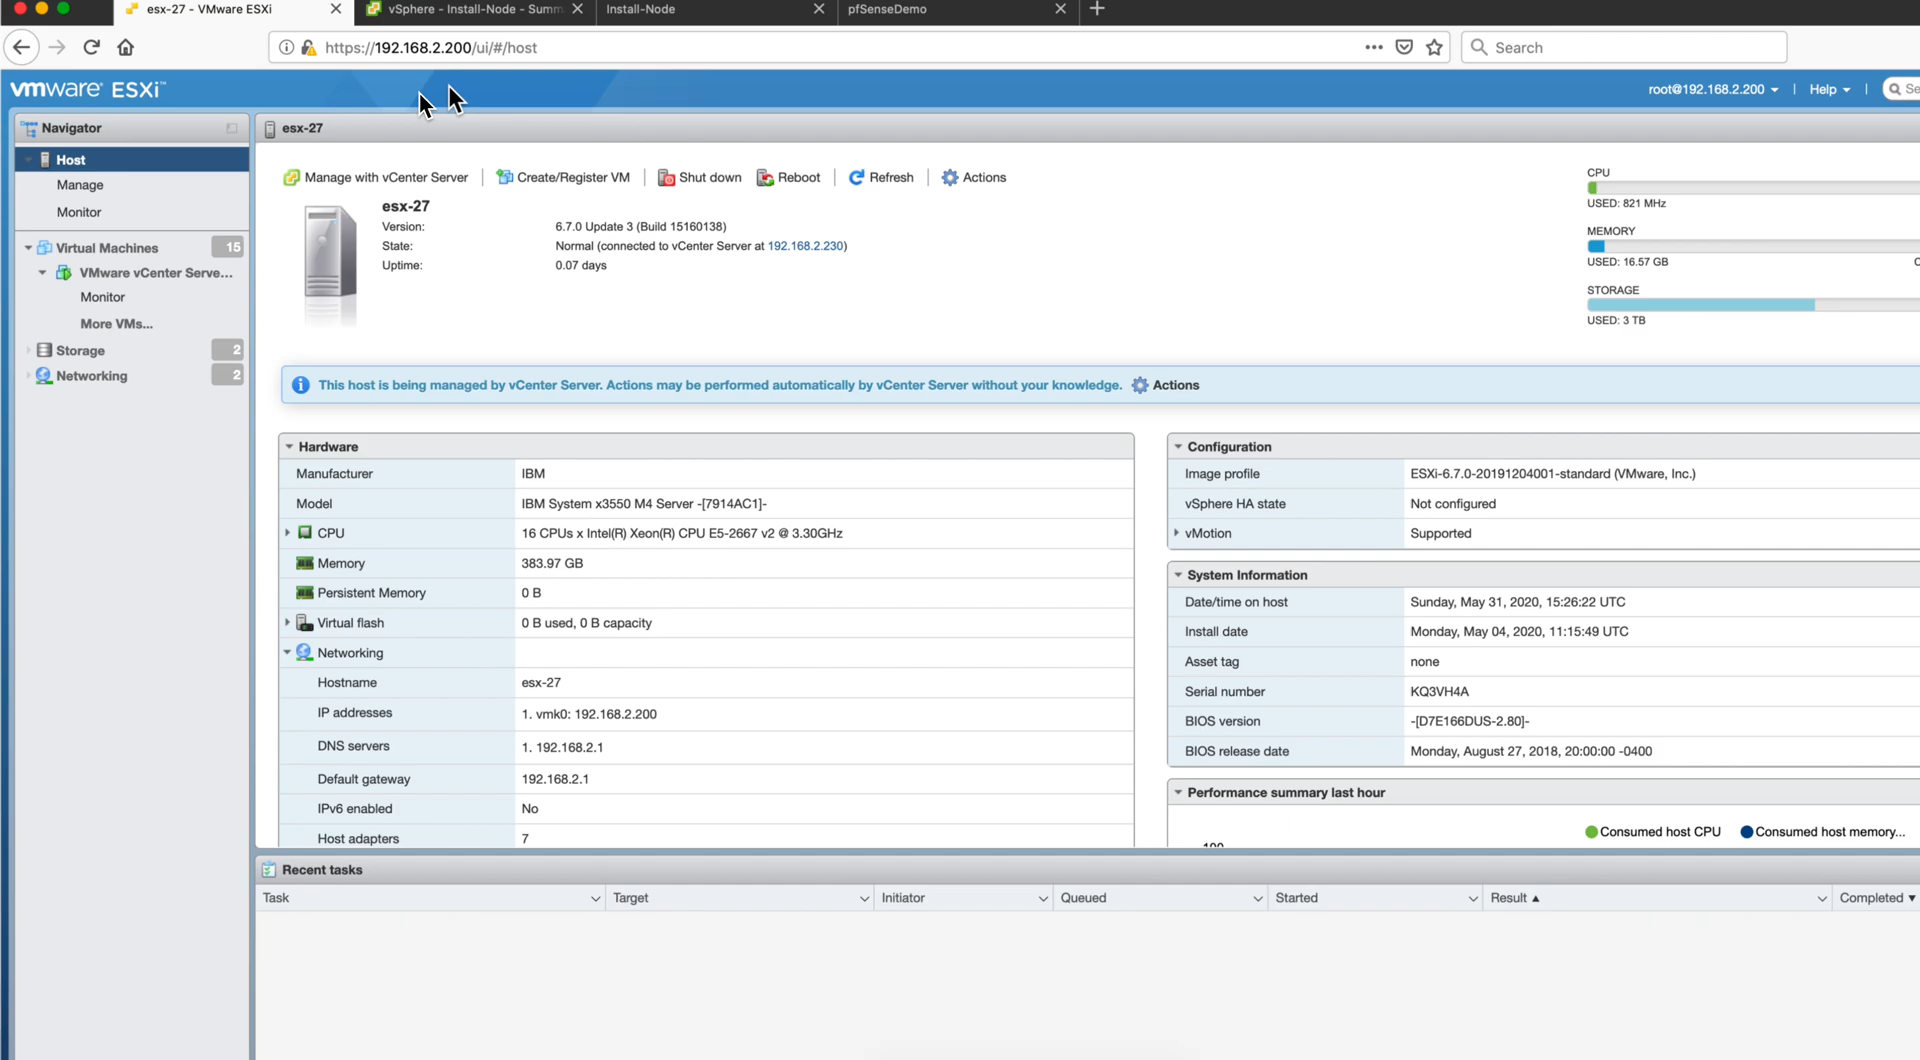 esx-27 - VMware ESXi
vSphere - Install-Node - Summ
Install-Node
pfSenseDemo
https://192.168.2.200/ui/#/host
Search
vmware ESXi™
root@192.168.2.200
Help
Se
Navigator
esx-27
Host
Manage
Monitor
Virtual Machines 15
VMware vCenter Serve...
Monitor
More VMs...
Storage 2
Networking 2
Manage with vCenter Server
Create/Register VM
Shut down
Reboot
Refresh
Actions
esx-27
Version: 6.7.0 Update 3 (Build 15160138)
State: Normal (connected to vCenter Server at 192.168.2.230)
Uptime: 0.07 days
CPU
USED: 821 MHz
MEMORY
USED: 16.57 GB
C
STORAGE
USED: 3 TB
This host is being managed by vCenter Server. Actions may be performed automatically by vCenter Server without your knowledge. Actions
Hardware
Manufacturer IBM
Model IBM System x3550 M4 Server -[7914AC1]-
CPU 16 CPUs x Intel(R) Xeon(R) CPU E5-2667 v2 @ 3.30GHz
Memory 383.97 GB
Persistent Memory 0 B
Virtual flash 0 B used, 0 B capacity
Networking
Hostname esx-27
IP addresses 1. vmk0: 192.168.2.200
DNS servers 1. 192.168.2.1
Default gateway 192.168.2.1
IPv6 enabled No
Host adapters 7
Configuration
Image profile ESXi-6.7.0-20191204001-standard (VMware, Inc.)
vSphere HA state Not configured
vMotion Supported
System Information
Date/time on host Sunday, May 31, 2020, 15:26:22 UTC
Install date Monday, May 04, 2020, 11:15:49 UTC
Asset tag none
Serial number KQ3VH4A
BIOS version -[D7E166DUS-2.80]-
BIOS release date Monday, August 27, 2018, 20:00:00 -0400
Performance summary last hour
Consumed host CPU
Consumed host memory...
100
Recent tasks
Task
Target
Initiator
Queued
Started
Result
Completed